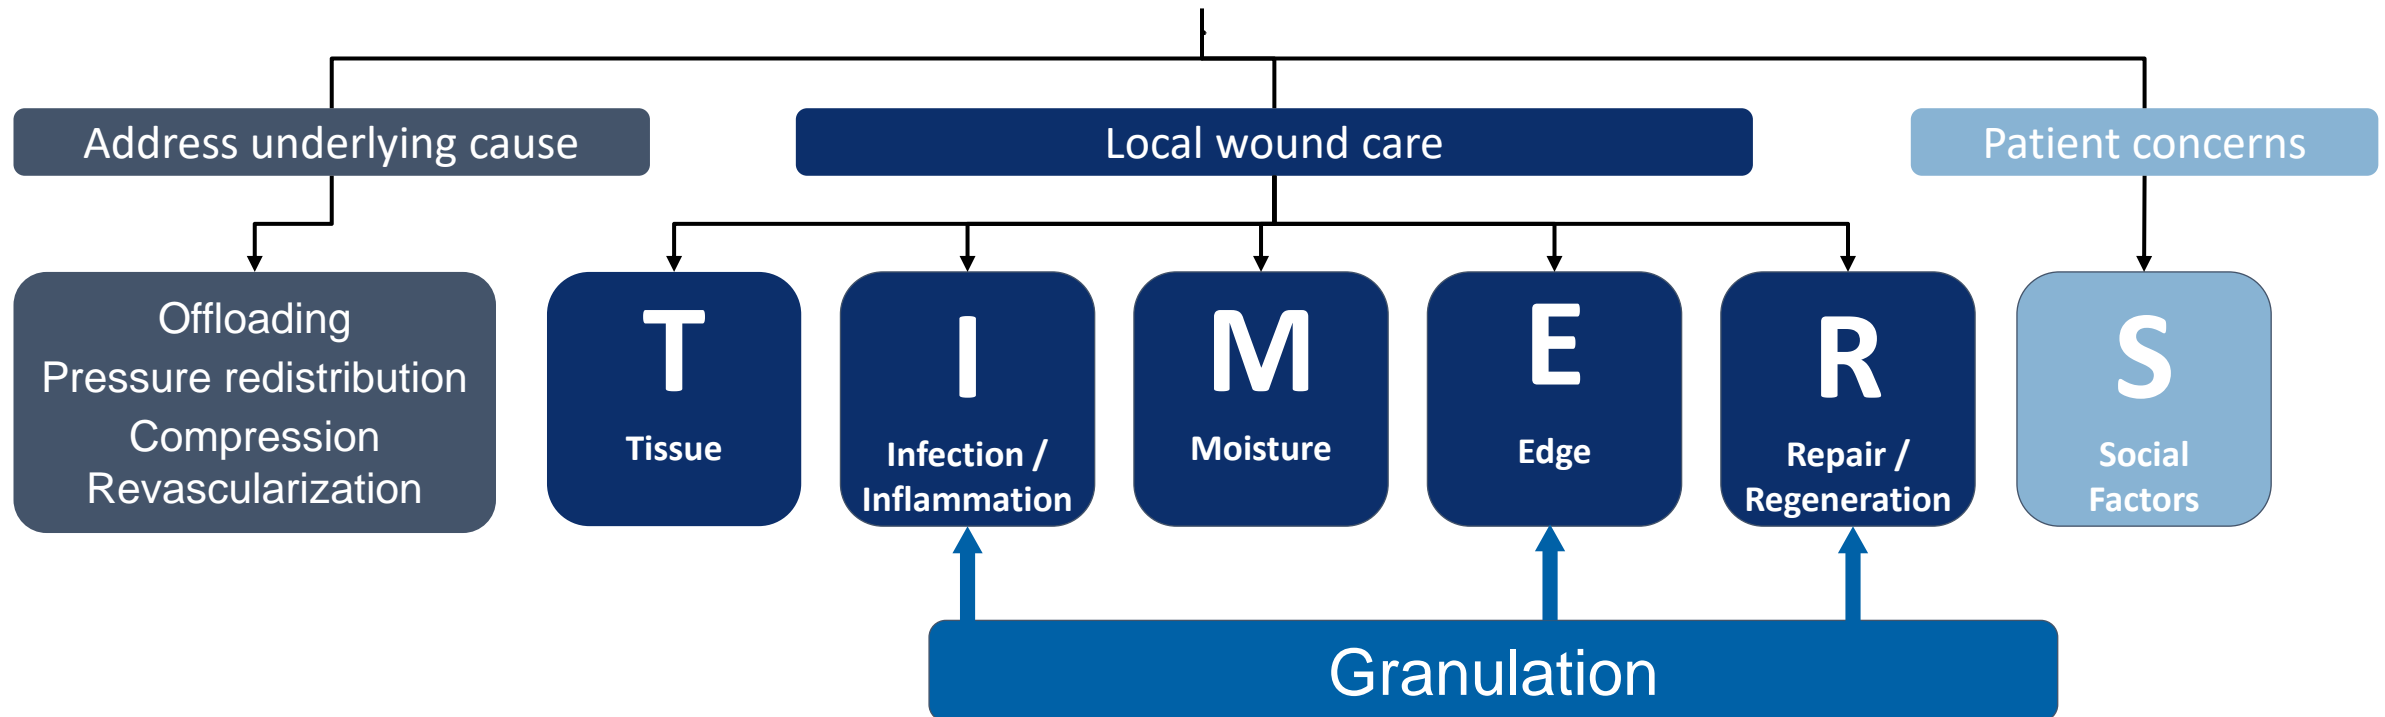 Address underlying cause
Local wound care
Patient concerns
Offloading
Pressure redistribution
Compression
Revascularization
T
Tissue
I
Infection /
Inflammation
M
Moisture
E
Edge
R
Repair /
Regeneration
S
Social
Factors
Granulation